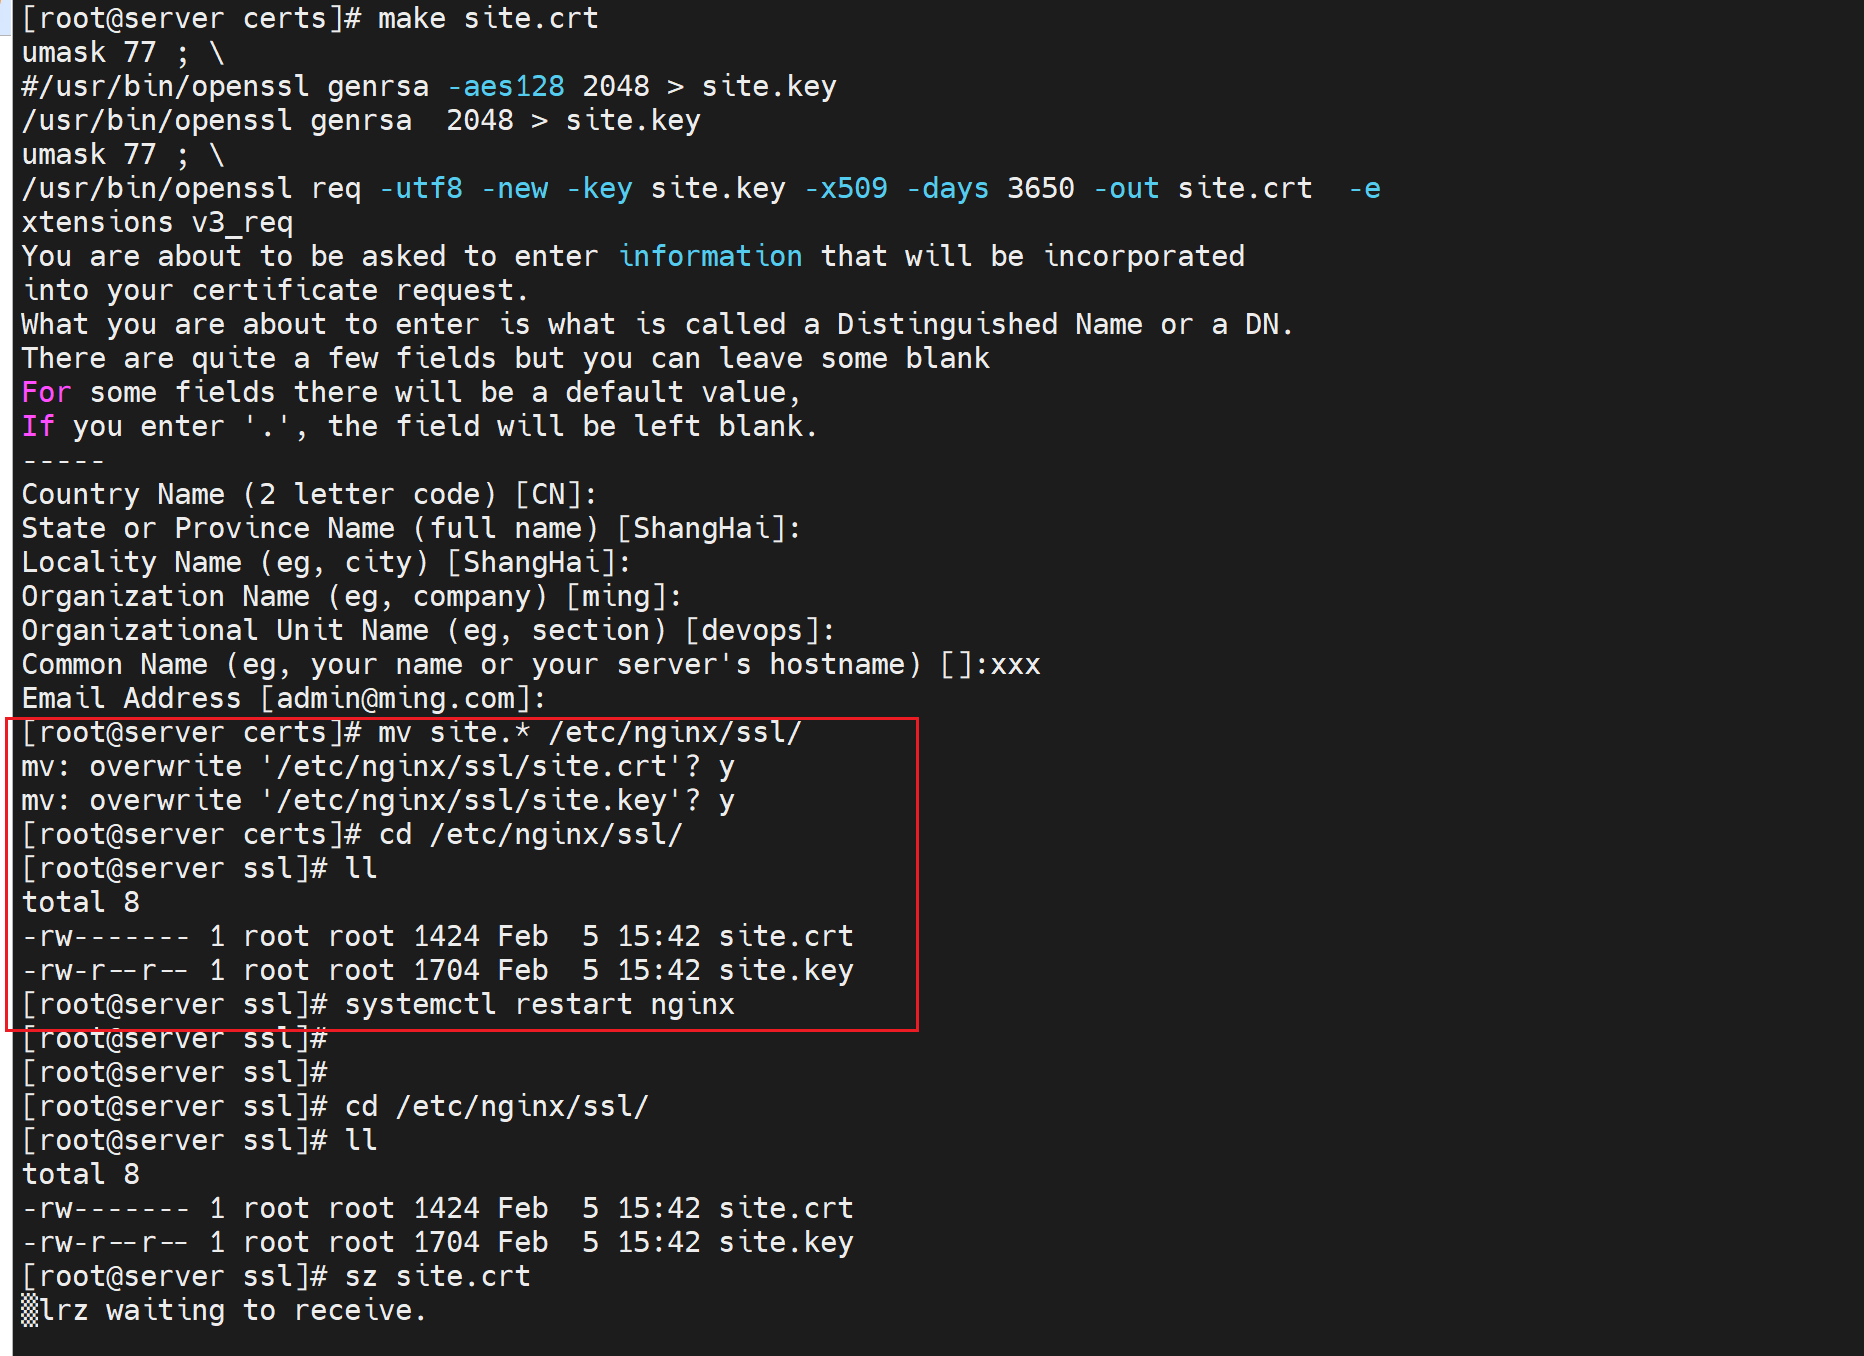 [root@server certs]# make site.crt
umask 77 ; \
#/usr/bin/openssl genrsa -aes128 2048 > site.key
/usr/bin/openssl genrsa  2048 > site.key
umask 77 ; \
/usr/bin/openssl req -utf8 -new -key site.key -x509 -days 3650 -out site.crt  -e
xtensions v3_req
You are about to be asked to enter information that will be incorporated
into your certificate request.
What you are about to enter is what is called a Distinguished Name or a DN.
There are quite a few fields but you can leave some blank
For some fields there will be a default value,
If you enter '.', the field will be left blank.
-----
Country Name (2 letter code) [CN]:
State or Province Name (full name) [ShangHai]:
Locality Name (eg, city) [ShangHai]:
Organization Name (eg, company) [ming]:
Organizational Unit Name (eg, section) [devops]:
Common Name (eg, your name or your server's hostname) []:xxx
Email Address [admin@ming.com]:
[root@server certs]# mv site.* /etc/nginx/ssl/
mv: overwrite '/etc/nginx/ssl/site.crt'? y
mv: overwrite '/etc/nginx/ssl/site.key'? y
[root@server certs]# cd /etc/nginx/ssl/
[root@server ssl]# ll
total 8
-rw------- 1 root root 1424 Feb  5 15:42 site.crt
-rw-r--r-- 1 root root 1704 Feb  5 15:42 site.key
[root@server ssl]# systemctl restart nginx
[root@server ssl]#
[root@server ssl]#
[root@server ssl]# cd /etc/nginx/ssl/
[root@server ssl]# ll
total 8
-rw------- 1 root root 1424 Feb  5 15:42 site.crt
-rw-r--r-- 1 root root 1704 Feb  5 15:42 site.key
[root@server ssl]# sz site.crt
▒lrz waiting to receive.